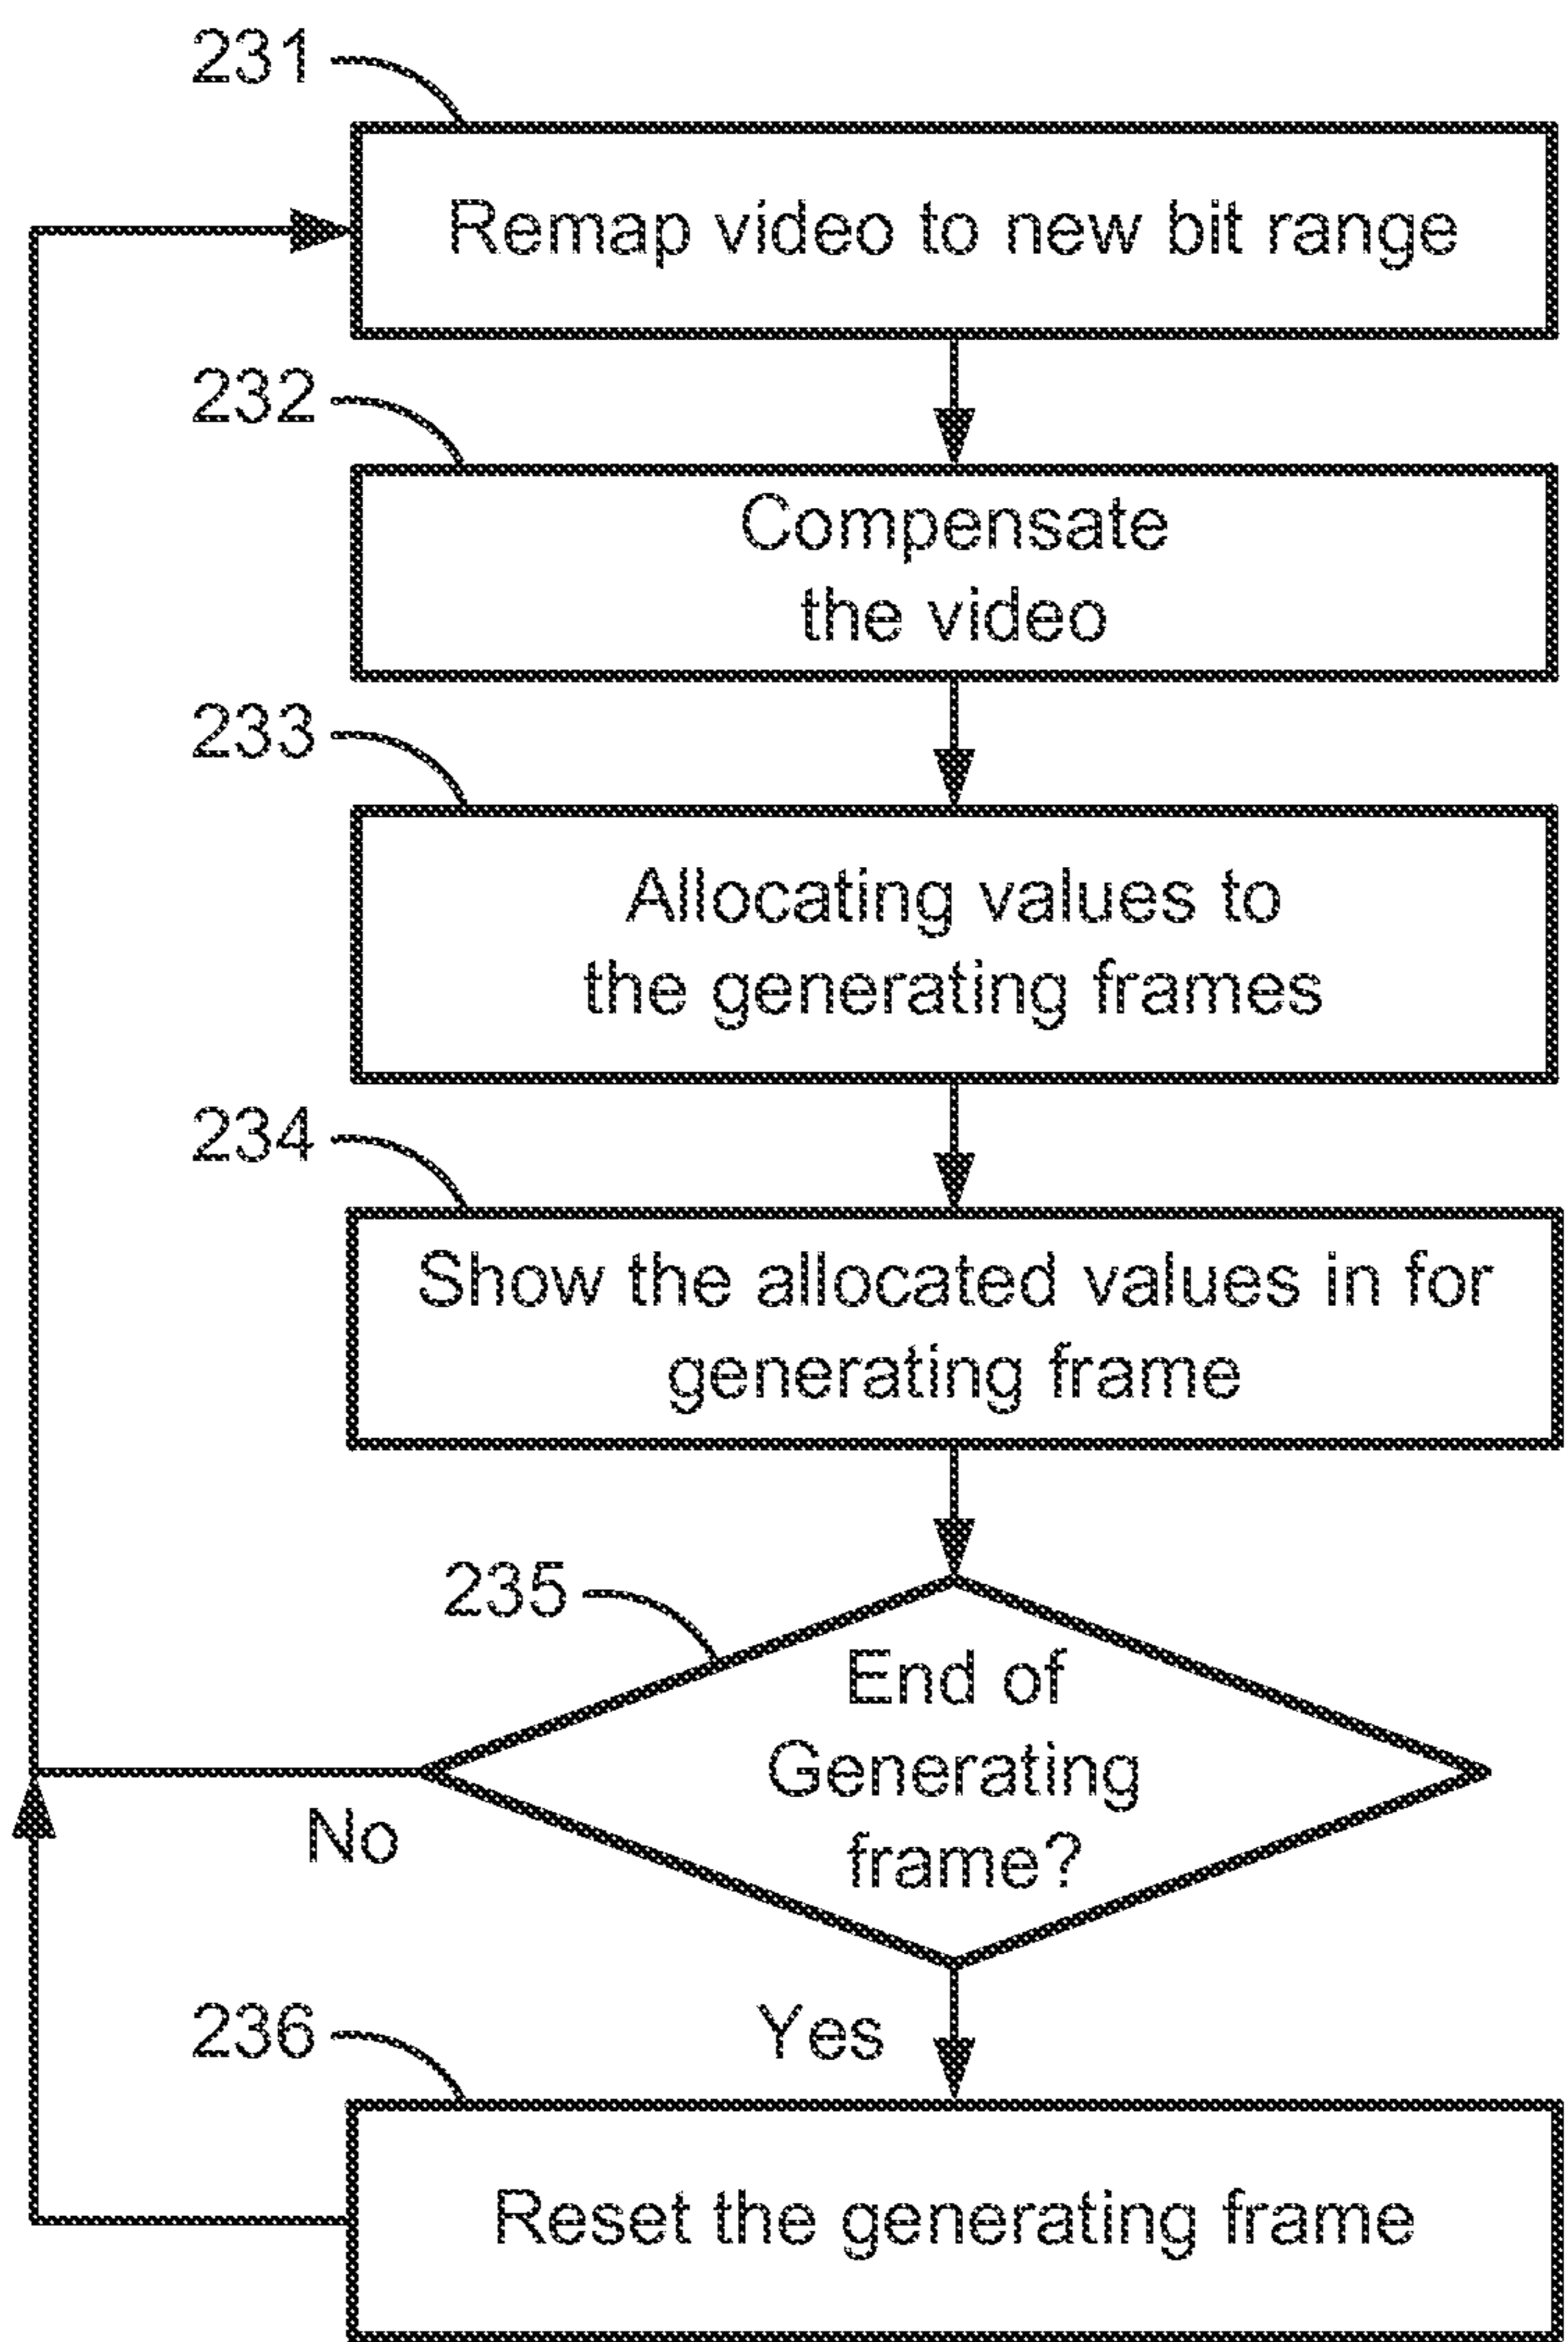 231
Remap video to new bit range
232
Compensate
the video
233
Allocating values to
the generating frames
234
Show the allocated values in for
generating frame
235
End of
Generating
frame?
No
Yes
236
Reset the generating frame